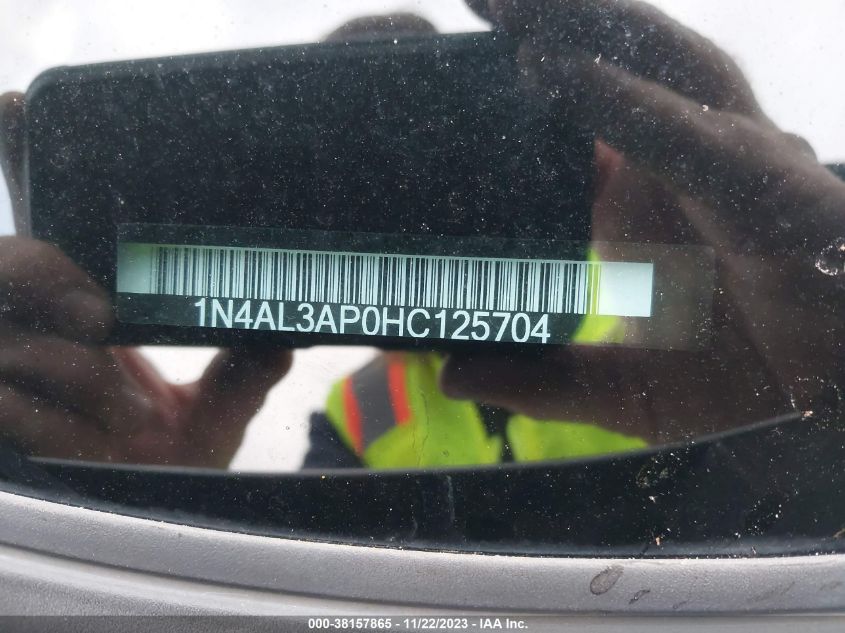 1N4AL3AP0HC125704
000-38157865 - 11/22/2023 - IAA Inc.